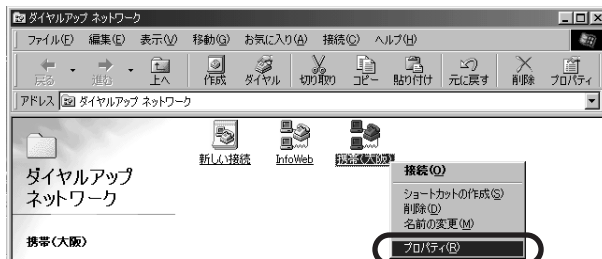 ダイヤルアップ ネットワーク
ファイル(F) 編集(E) 表示(V) 移動(G) お気に入り(A) 接続(C) ヘルプ(H)
戻る 進む 上へ 作成 ダイヤル 切り取り コピー 貼り付け 元に戻す 削除 プロパティ
アドレス ダイヤルアップ ネットワーク
新しい接続 InfoWeb 携帯(大阪)
ダイヤルアップ
ネットワーク
携帯(大阪)
接続(O)
ショートカットの作成(S)
削除(D)
名前の変更(M)
プロパティ(R)